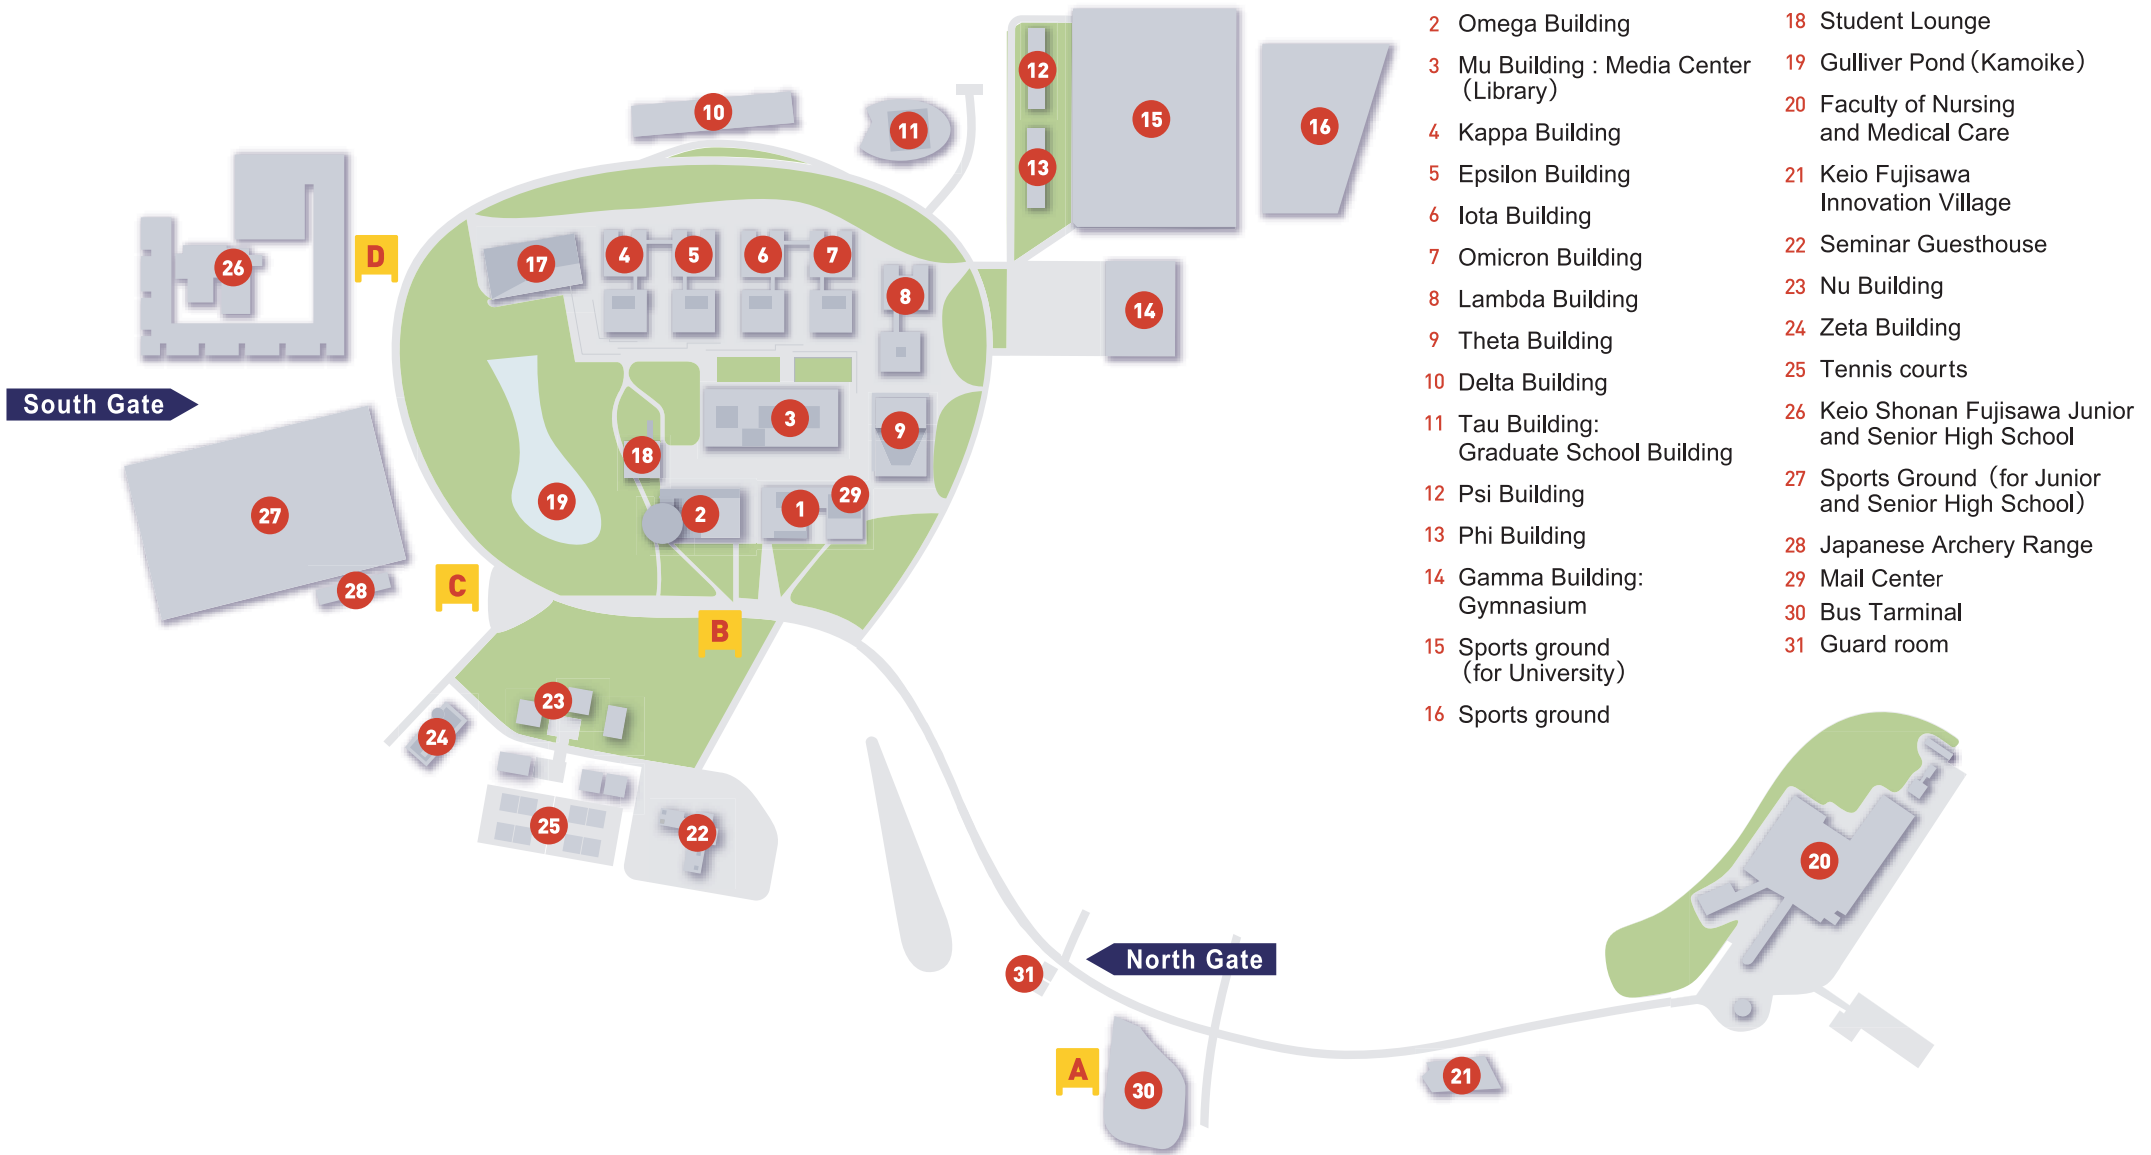 2 Omega Building
3 Mu Building : Media Center
(Library)
4 Kappa Building
5 Epsilon Building
6 Iota Building
7 Omicron Building
8 Lambda Building
9 Theta Building
10 Delta Building
11 Tau Building:
Graduate School Building
12 Psi Building
13 Phi Building
14 Gamma Building:
Gymnasium
15 Sports ground
(for University)
16 Sports ground
18 Student Lounge
19 Gulliver Pond (Kamoike)
20 Faculty of Nursing
and Medical Care
21 Keio Fujisawa
Innovation Village
22 Seminar Guesthouse
23 Nu Building
24 Zeta Building
25 Tennis courts
26 Keio Shonan Fujisawa Junior
and Senior High School
27 Sports Ground (for Junior
and Senior High School)
28 Japanese Archery Range
29 Mail Center
30 Bus Tarminal
31 Guard room
12
10
11
15
16
13
26
D
17
4
5
6
7
8
14
South Gate
3
9
18
19
2
1
29
27
28
C
B
23
24
25
22
20
31
North Gate
A
30
21